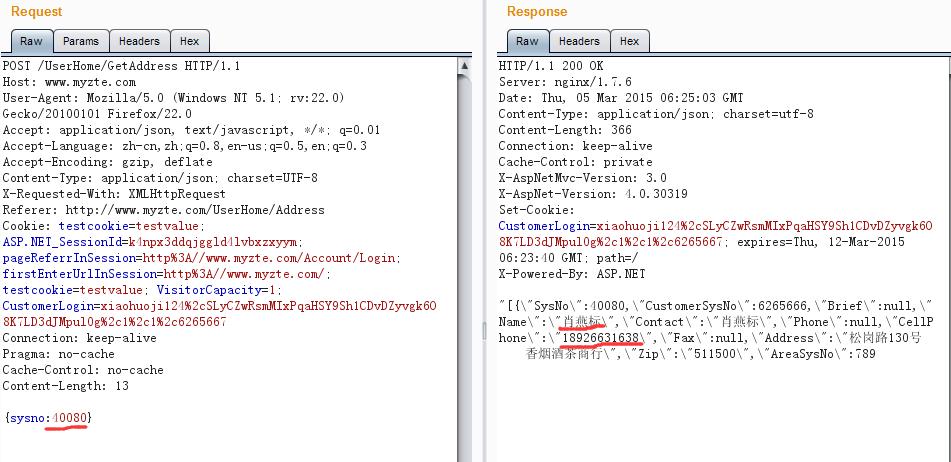 Request
Raw Params Headers Hex
POST /UserHome/GetAddress HTTP/1.1
Host: www.myzte.com
User-Agent: Mozilla/5.0 (Windows NT 5.1; rv:22.0)
Gecko/20100101 Firefox/22.0
Accept: application/json, text/javascript, */*; q=0.01
Accept-Language: zh-cn,zh;q=0.8,en-us;q=0.5,en;q=0.3
Accept-Encoding: gzip, deflate
Content-Type: application/json; charset=UTF-8
X-Requested-With: XMLHttpRequest
Referer: http://www.myzte.com/UserHome/Address
Cookie: testcookie=testvalue;
ASP.NET_SessionId=k4npx3ddqjggld4lvbxzxyym;
pageReferrInSession=http%3A//www.myzte.com/Account/Login;
firstEnterUrlInSession=http%3A//www.myzte.com/;
testcookie=testvalue; VisitorCapacity=1;
CustomerLogin=xiaohuoji124%2cSLyCZwRsmMIxPqaHSY9Sh1CDvDZyvgk6O
8K7LD3dJMpul0g%2c1%2c1%2c6265667
Connection: keep-alive
Pragma: no-cache
Cache-Control: no-cache
Content-Length: 13
{sysno:40080}
Response
Raw Headers Hex
HTTP/1.1 200 OK
Server: nginx/1.7.6
Date: Thu, 05 Mar 2015 06:25:03 GMT
Content-Type: application/json; charset=utf-8
Content-Length: 366
Connection: keep-alive
Cache-Control: private
X-AspNetMvc-Version: 3.0
X-AspNet-Version: 4.0.30319
Set-Cookie:
CustomerLogin=xiaohuoji124%2cSLyCZwRsmMIxPqaHSY9Sh1CDvDZyvgk6O
8K7LD3dJMpul0g%2c1%2c1%2c6265667; expires=Thu, 12-Mar-2015
06:23:40 GMT; path=/
X-Powered-By: ASP.NET
"[{\"SysNo\":40080,\"CustomerSysNo\":6265666,\"Brief\":null,\"
Name\":\"肖燕标\",\"Contact\":\"肖燕标\",\"Phone\":null,\"CellP
hone\":\"18926631638\",\"Fax\":null,\"Address\":\"松岗路130号
香烟酒茶商行\",\"Zip\":\"511500\",\"AreaSysNo\":789